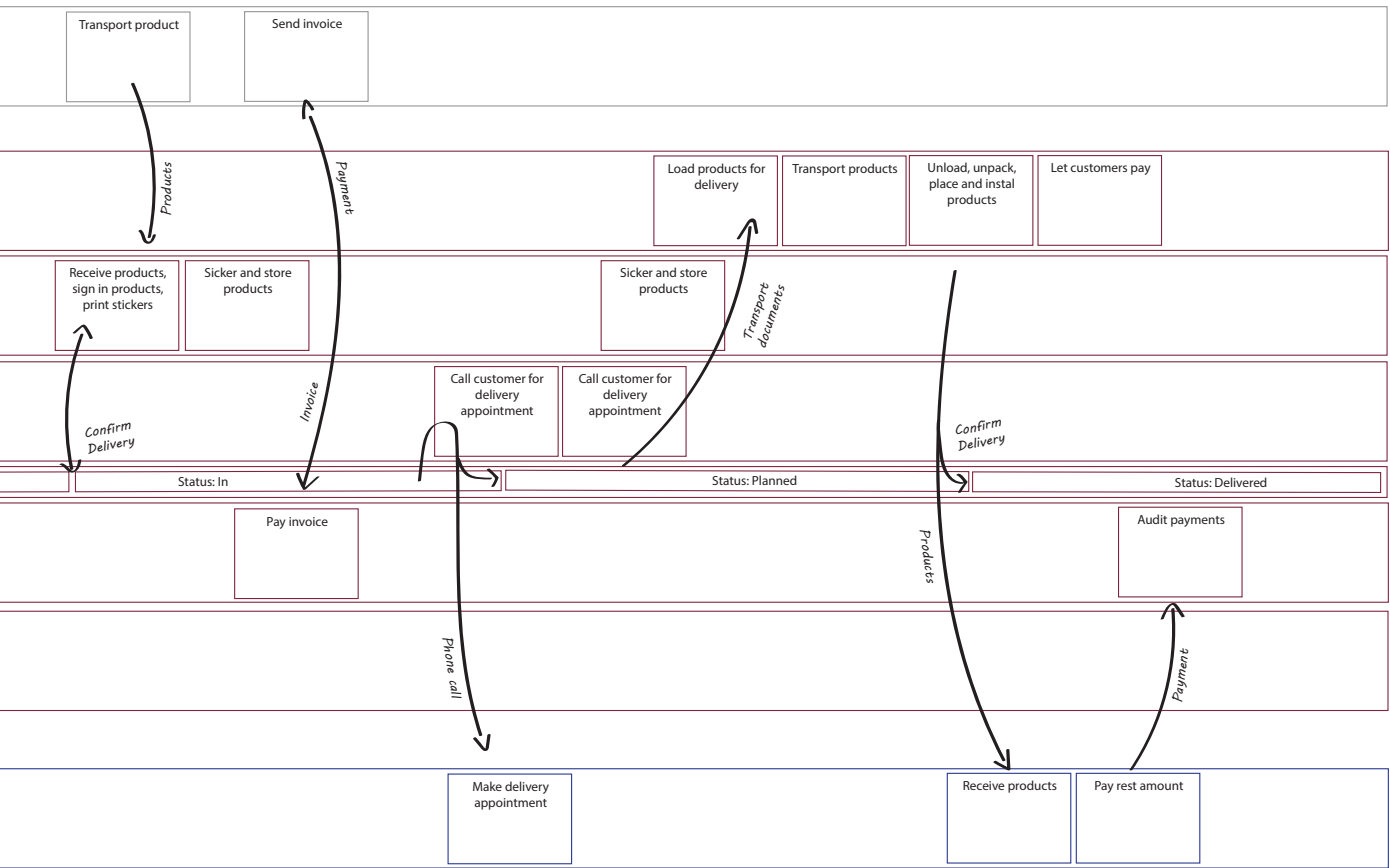 Transport product
Send invoice
Products
Payment
Load products for
delivery
Transport products
Unload, unpack,
place and instal
products
Let customers pay
Receive products,
sign in products,
print stickers
Sicker and store
products
Sicker and store
products
Transport
documents
Invoice
Call customer for
delivery
appointment
Call customer for
delivery
appointment
Confirm
Delivery
Confirm
Delivery
Status: In
Status: Planned
Status: Delivered
Pay invoice
Audit payments
Products
Phone call
Payment
Make delivery
appointment
Receive products
Pay rest amount